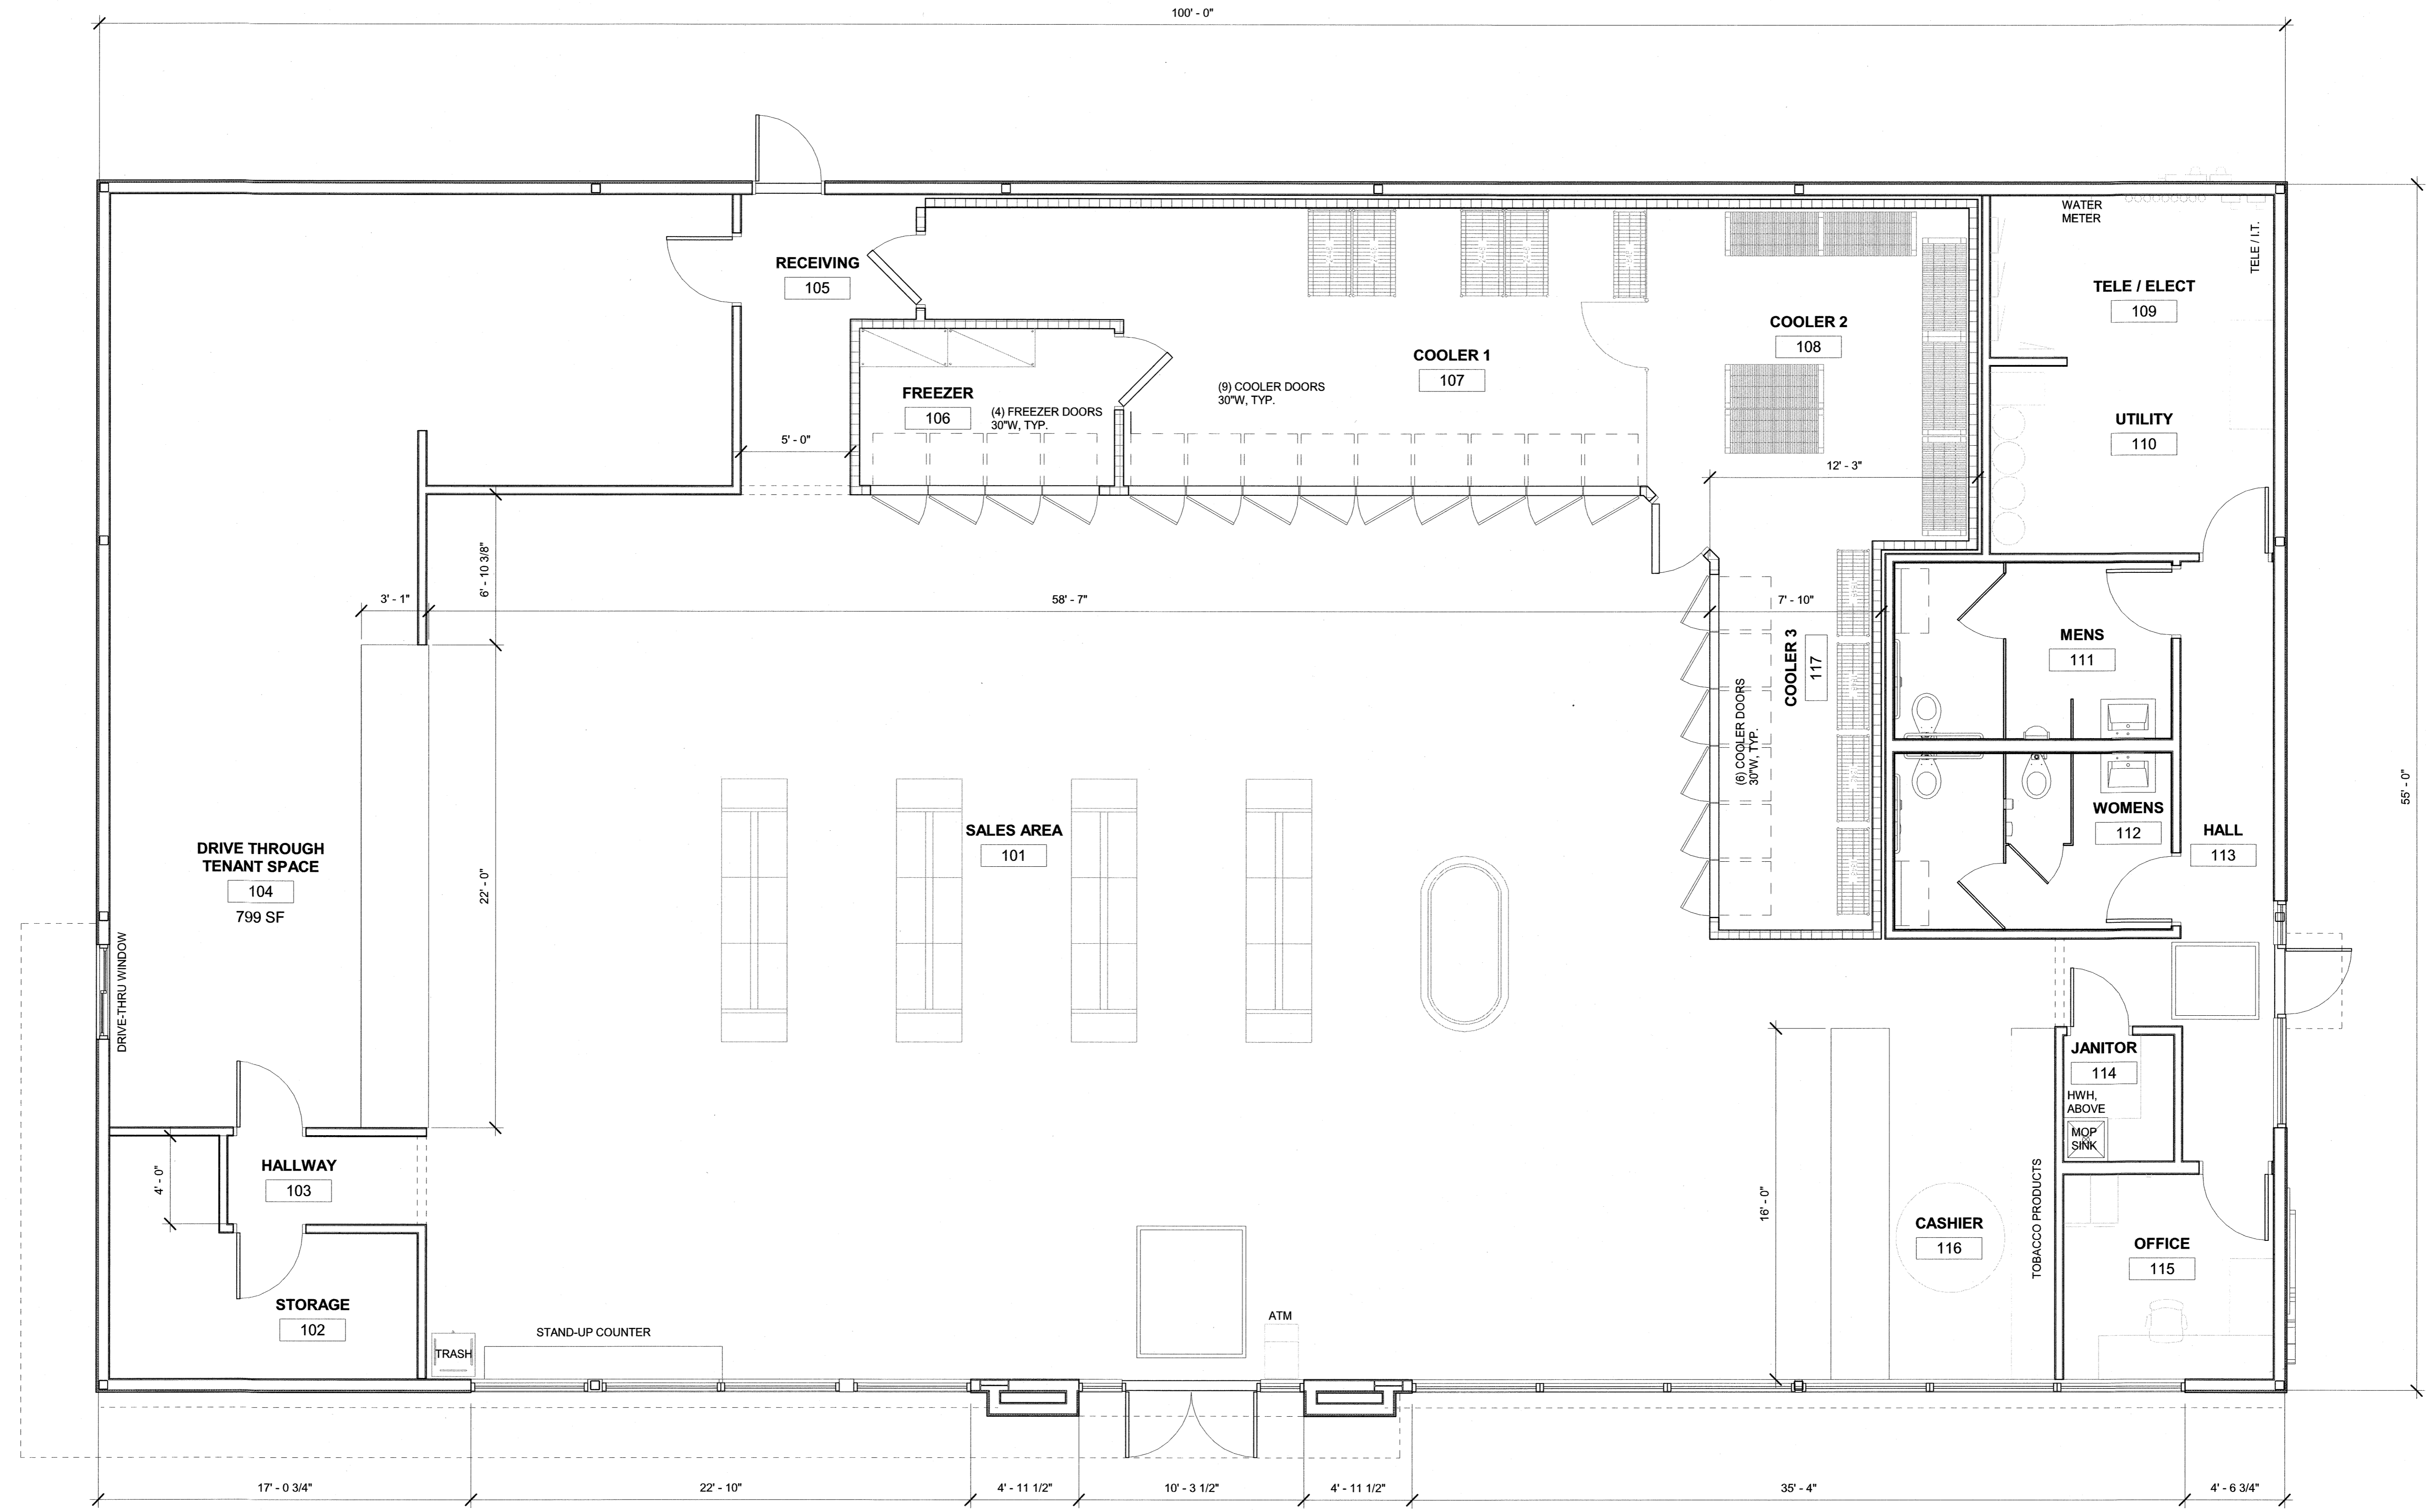 100' - 0"
WATER
METER
TELE / I.T.
RECEIVING
105
TELE / ELECT
109
COOLER 2
108
COOLER 1
107
(9) COOLER DOORS
30"W, TYP.
FREEZER
106
(4) FREEZER DOORS
30"W, TYP.
UTILITY
110
5' - 0"
12' - 3"
6' - 10 3/8"
3' - 1"
58' - 7"
7' - 10"
COOLER 3
117
(6) COOLER DOORS
30"W, TYP.
MENS
111
55' - 0"
WOMENS
112
HALL
113
SALES AREA
101
DRIVE THROUGH
TENANT SPACE
104
799 SF
22' - 0"
DRIVE-THRU WINDOW
JANITOR
114
HWH,
ABOVE
MOP
SINK
HALLWAY
103
4' - 0"
16' - 0"
TOBACCO PRODUCTS
CASHIER
116
OFFICE
115
STORAGE
102
ATM
STAND-UP COUNTER
TRASH
17' - 0 3/4"
22' - 10"
4' - 11 1/2"
10' - 3 1/2"
4' - 11 1/2"
35' - 4"
4' - 6 3/4"